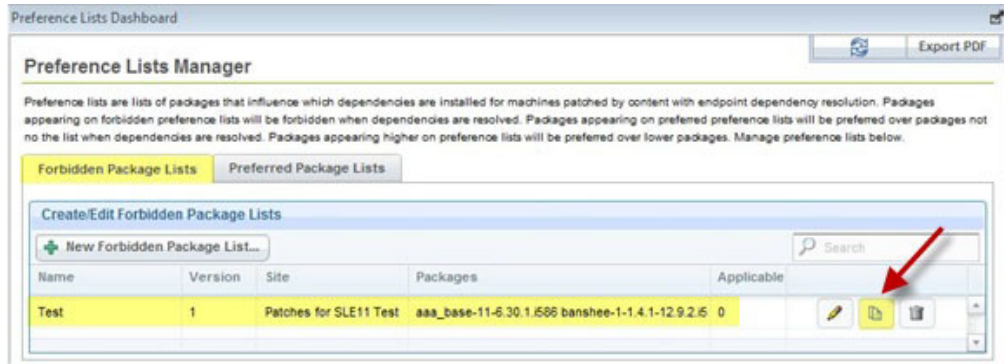 Preference Lists Dashboard
Export PDF
Preference Lists Manager
Preference lists are lists of packages that influence which dependencies are installed for machines patched by content with endpoint dependency resolution. Packages
appearing on forbidden preference lists will be forbidden when dependencies are resolved. Packages appearing on preferred preference lists will be preferred over packages not
no the list when dependencies are resolved. Packages appearing higher on preference lists will be preferred over lower packages. Manage preference lists below.
Forbidden Package Lists Preferred Package Lists
Create/Edit Forbidden Package Lists
New Forbidden Package List... Search
Name Version Site Packages Applicable
Test 1 Patches for SLE11 Test aaa_base-11-6.30.1.i586 banshee-1-1.4.1-12.9.2.i5 0